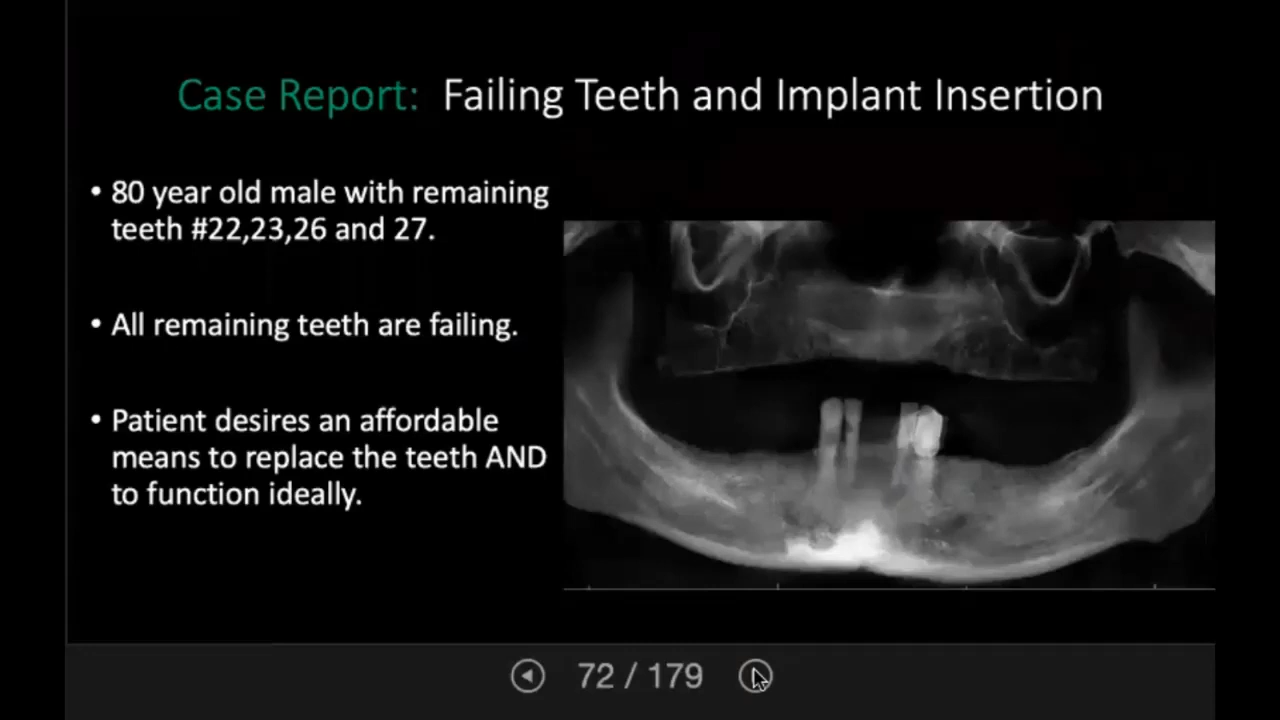 Case Report: Failing Teeth and Implant Insertion
• 80 year old male with remaining
teeth #22,23,26 and 27.
• All remaining teeth are failing.
• Patient desires an affordable
means to replace the teeth AND
to function ideally.
72 / 179